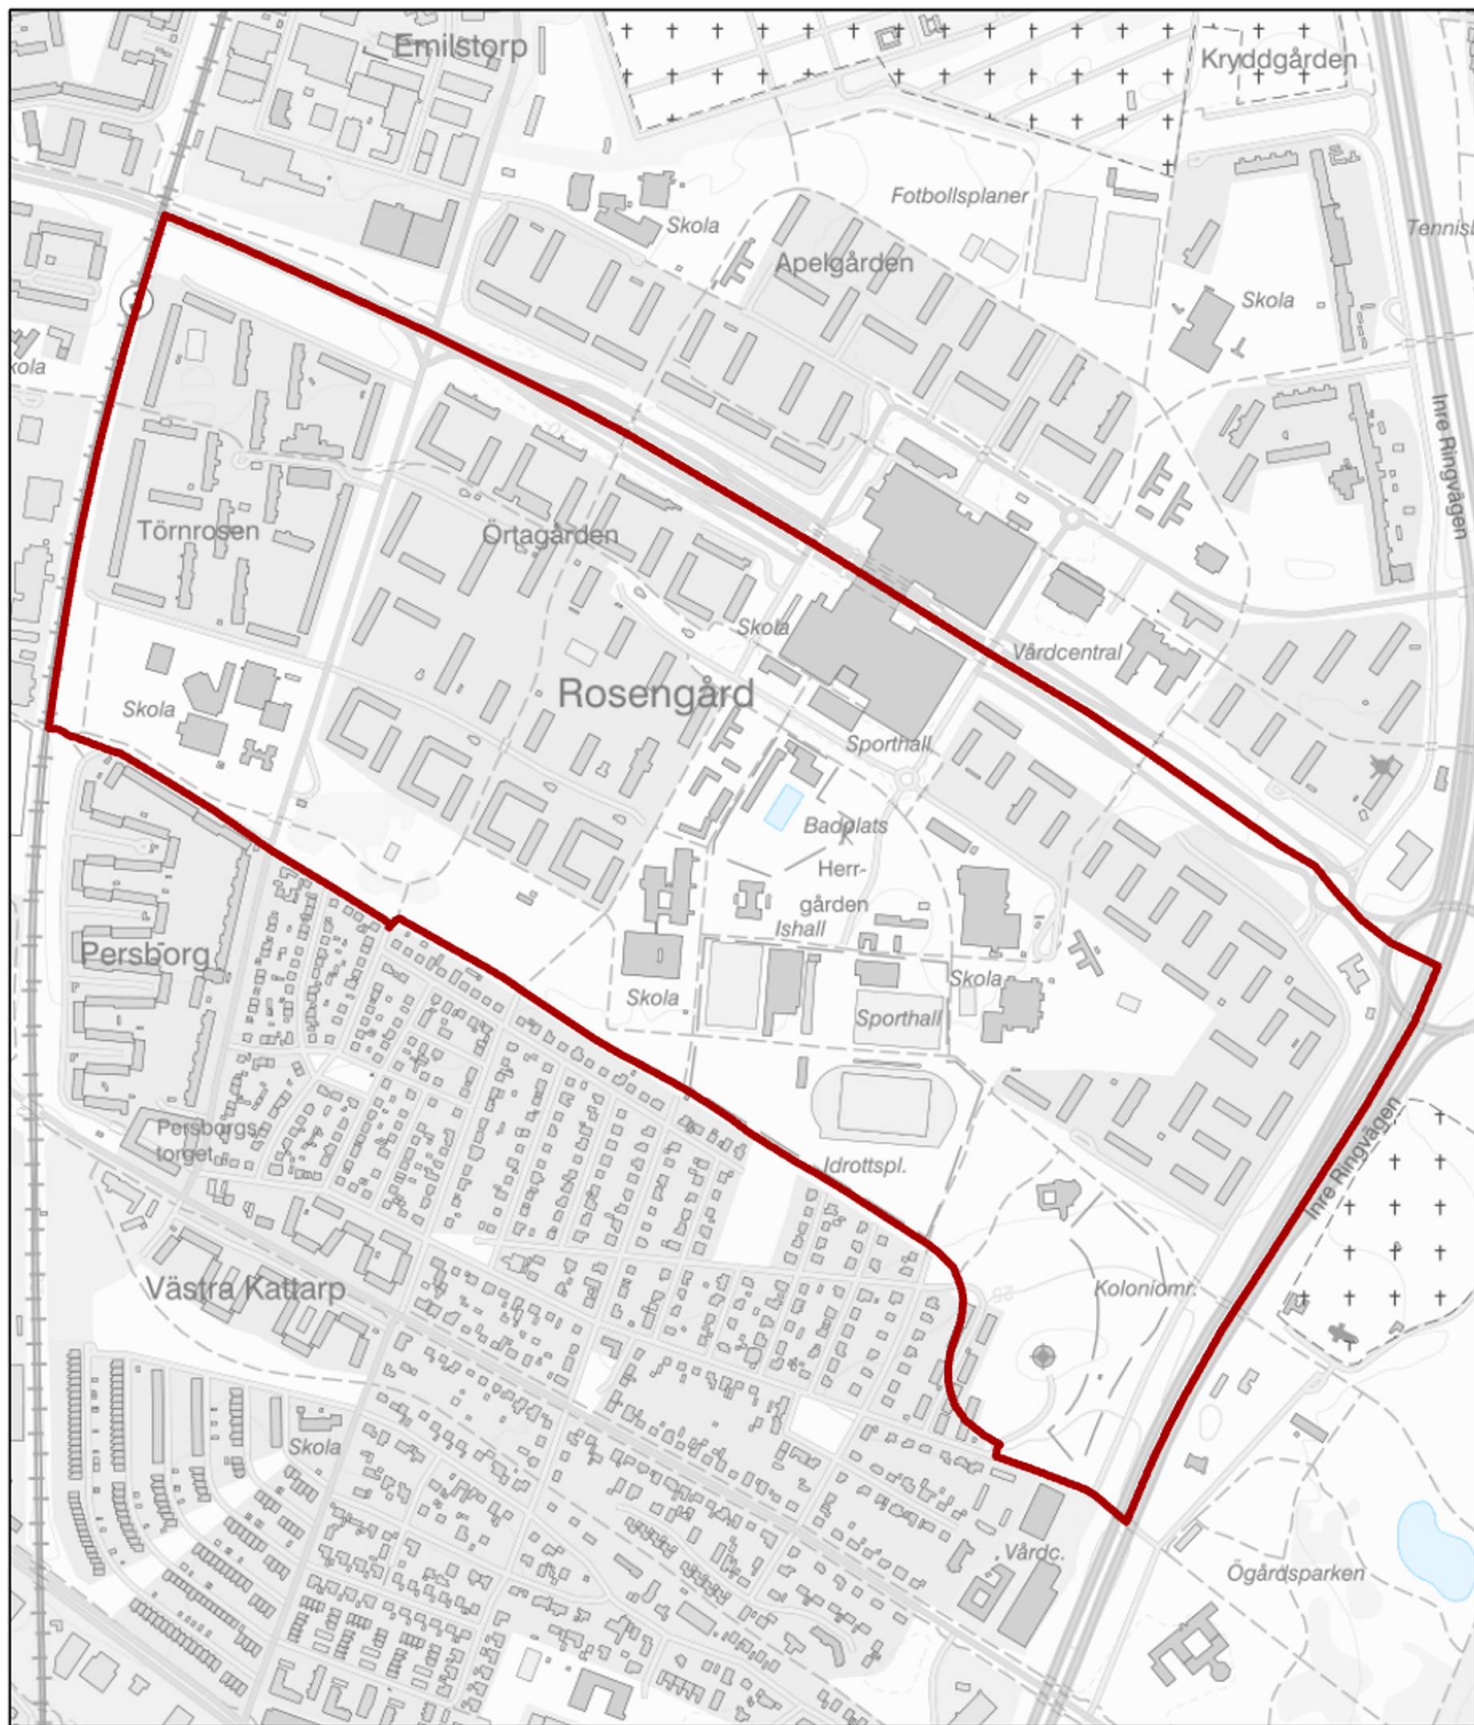 Emilstorp
Kryddgården
Fotbollsplaner
Skola
Tennisb
Apelgården
Skola
kola
Inre Ringvägen
Törnrosen
Örtagården
Skola
Vårdcentral
Rosengård
Skola
Sporthall
Badplats
Herr-
gården
Ishall
Persborg
Skola
Skola
Sporthall
Persborgs-
torget
Idrottspl.
Inre Ringvägen
Västra Kattarp
Koloniomr.
Skola
Vårdc.
Ögårdsparken